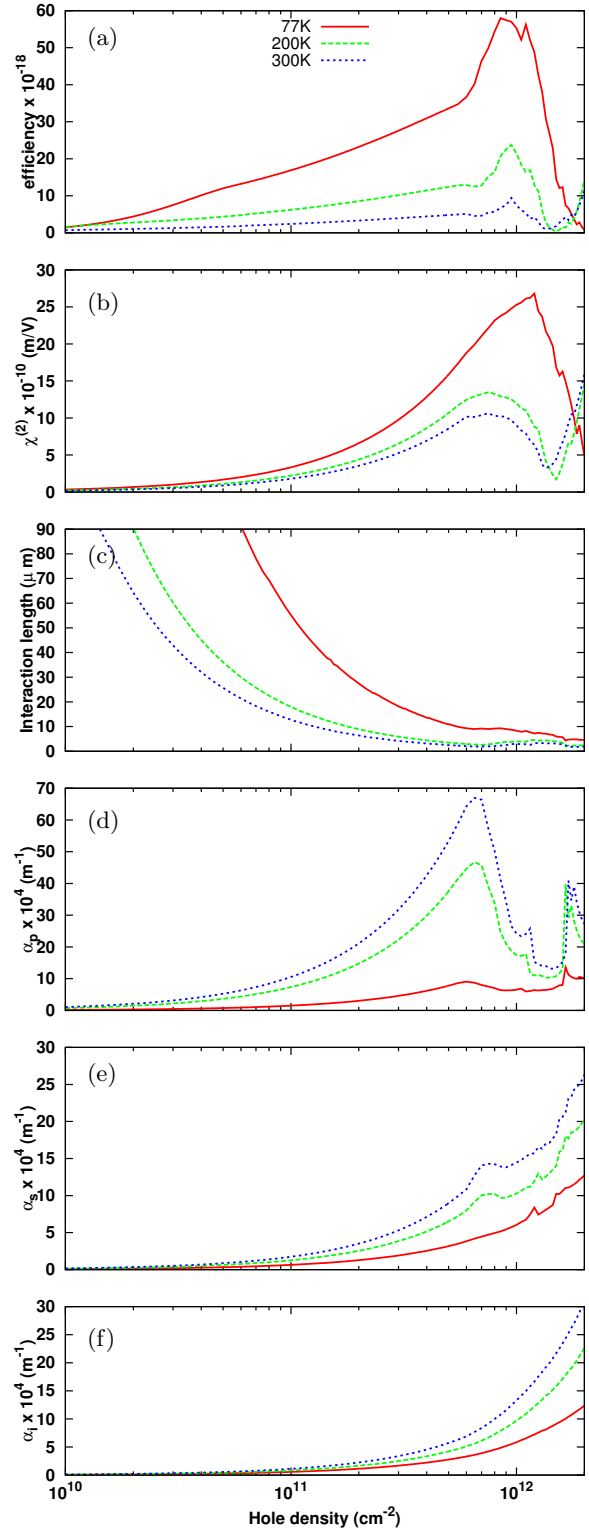 (a)
77K
200K
300K
60
50
40
30
20
10
0
efficiency x 10^-18
(b)
30
25
20
15
10
5
0
χ^(2) x 10^-10 (m/V)
(c)
90
80
70
60
50
40
30
20
10
0
Interaction length (μ m)
(d)
70
60
50
40
30
20
10
0
α_p x 10^4 (m^-1)
(e)
30
25
20
15
10
5
0
α_s x 10^4 (m^-1)
(f)
30
25
20
15
10
5
0
α_i x 10^4 (m^-1)
10^10 10^11 10^12
Hole density (cm^-2)